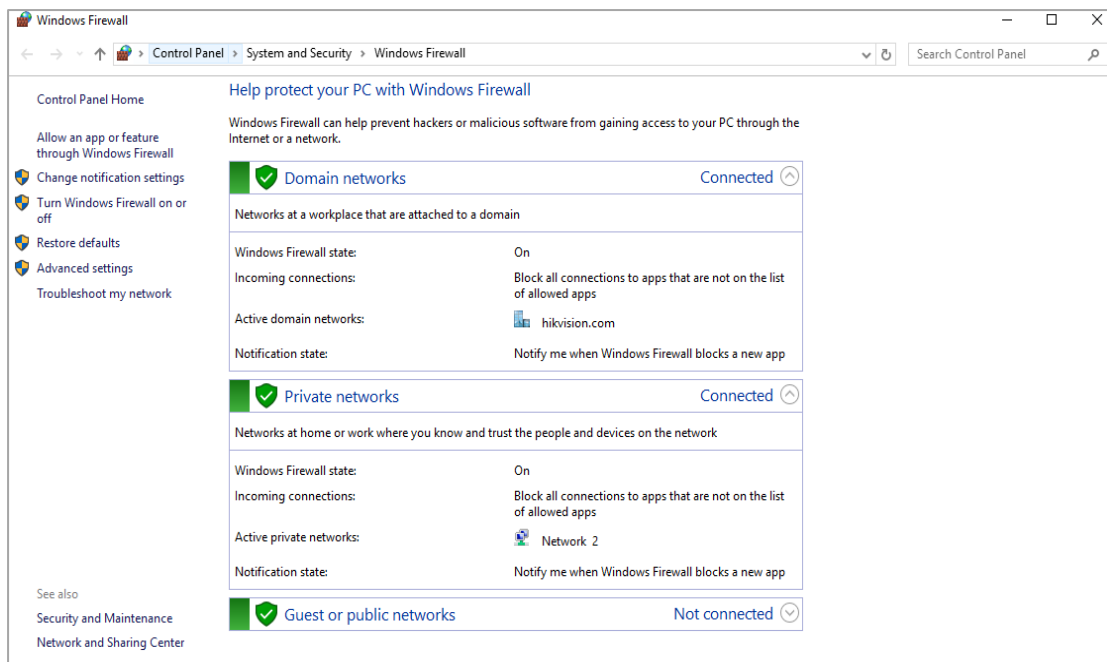 Windows Firewall
Control Panel > System and Security > Windows Firewall
Search Control Panel
Control Panel Home
Allow an app or feature
through Windows Firewall
Change notification settings
Turn Windows Firewall on or
off
Restore defaults
Advanced settings
Troubleshoot my network
See also
Security and Maintenance
Network and Sharing Center
Help protect your PC with Windows Firewall
Windows Firewall can help prevent hackers or malicious software from gaining access to your PC through the
Internet or a network.
Domain networks Connected
Networks at a workplace that are attached to a domain
Windows Firewall state: On
Incoming connections: Block all connections to apps that are not on the list
of allowed apps
Active domain networks: hikvision.com
Notification state: Notify me when Windows Firewall blocks a new app
Private networks Connected
Networks at home or work where you know and trust the people and devices on the network
Windows Firewall state: On
Incoming connections: Block all connections to apps that are not on the list
of allowed apps
Active private networks: Network 2
Notification state: Notify me when Windows Firewall blocks a new app
Guest or public networks Not connected